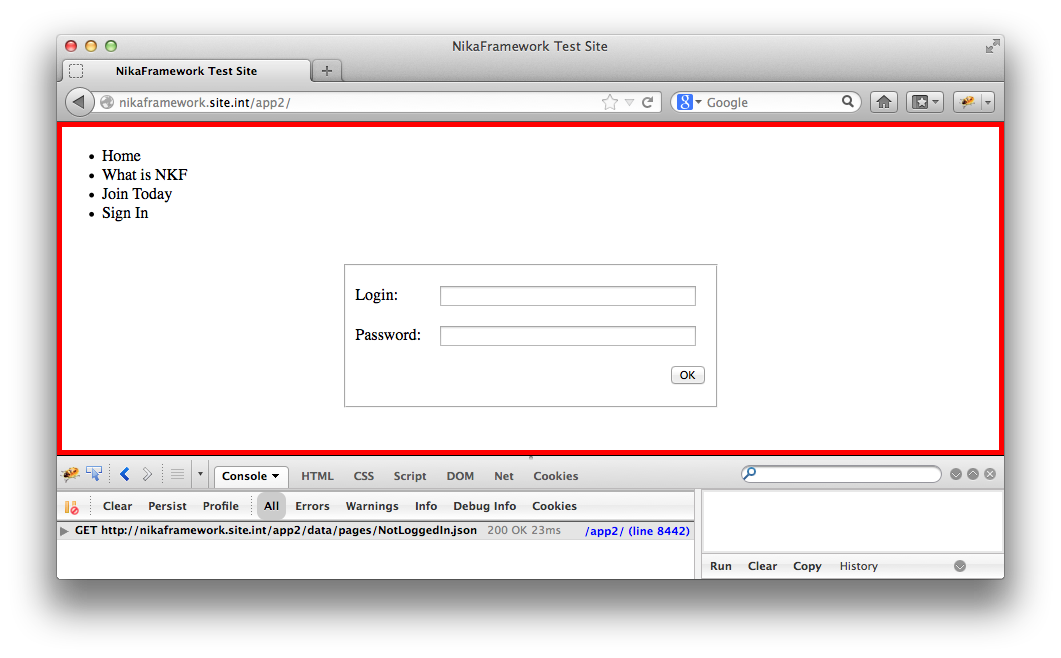 NikaFramework Test Site
NikaFramework Test Site
nikaframework.site.int/app2/
8 Google
Home
What is NKF
Join Today
Sign In
Login:
Password:
OK
Console HTML CSS Script DOM Net Cookies
Clear Persist Profile All Errors Warnings Info Debug Info Cookies
GET http://nikaframework.site.int/app2/data/pages/NotLoggedIn.json 200 OK 23ms /app2/ (line 8442)
Run Clear Copy History